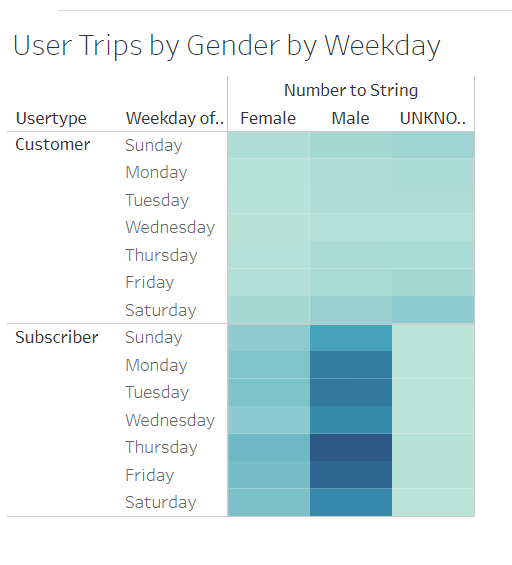 User Trips by Gender by Weekday
Number to String
Usertype Weekday of.. Female Male UNKNO..
Customer Sunday
Monday
Tuesday
Wednesday
Thursday
Friday
Saturday
Subscriber Sunday
Monday
Tuesday
Wednesday
Thursday
Friday
Saturday